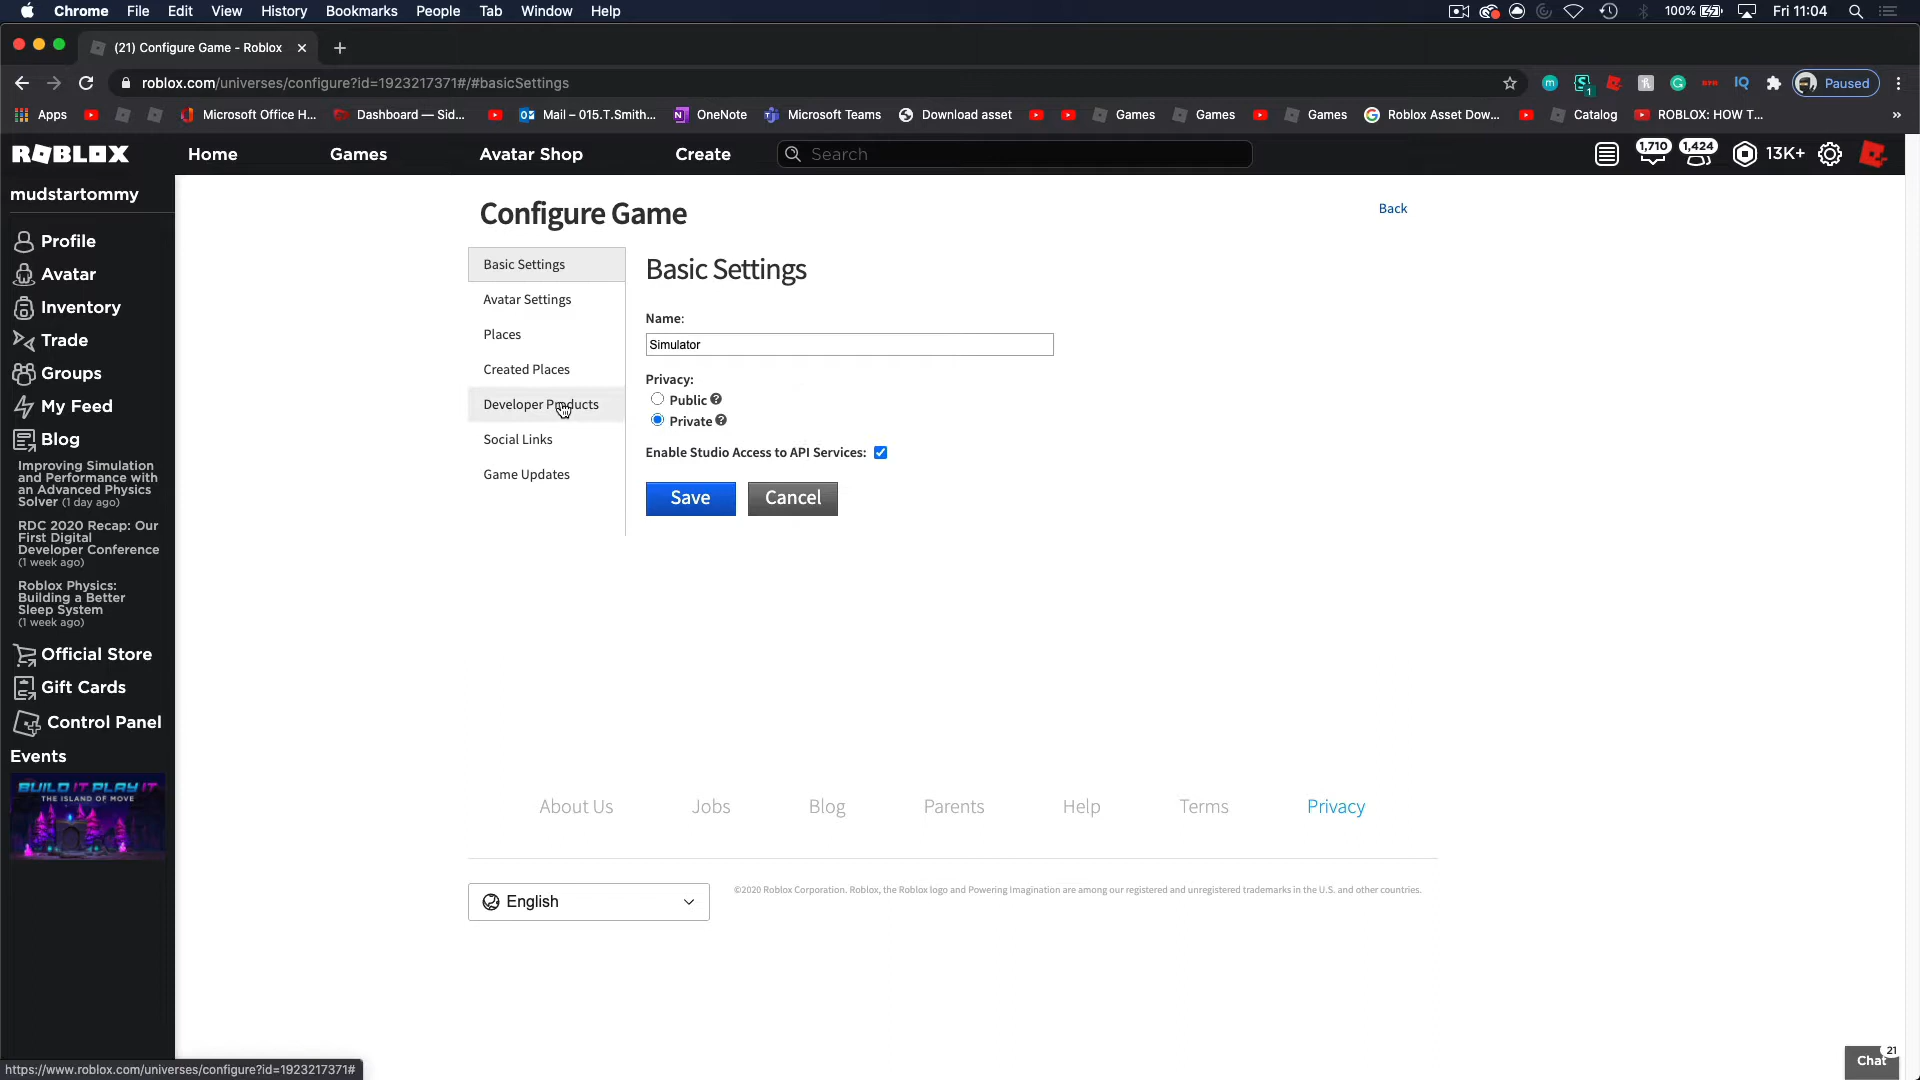 Chrome File Edit View History Bookmarks People Tab Window Help 100% Fri 11:04
(21) Configure Game - Roblox
roblox.com/universes/configure?id=1923217371#/#basicSettings Paused
Apps Microsoft Office H... Dashboard — Sid... Mail – 015.T.Smith... OneNote Microsoft Teams Download asset Games Games Games Roblox Asset Dow... Catalog ROBLOX: HOW T... »
ROBLOX Home Games Avatar Shop Create Search 1,710 1,424 13K+
mudstartommy
Profile
Avatar
Inventory
Trade
Groups
My Feed
Blog
Improving Simulation
and Performance with
an Advanced Physics
Solver (1 day ago)
RDC 2020 Recap: Our
First Digital
Developer Conference
(1 week ago)
Roblox Physics:
Building a Better
Sleep System
(1 week ago)
Official Store
Gift Cards
Control Panel
Events
BUILD IT PLAY IT
THE ISLAND OF MOVE
Configure Game
Back
Basic Settings
Avatar Settings
Places
Created Places
Developer Products
Social Links
Game Updates
Basic Settings
Name:
Simulator
Privacy:
Public
Private
Enable Studio Access to API Services:
Save Cancel
About Us Jobs Blog Parents Help Terms Privacy
English
©2020 Roblox Corporation. Roblox, the Roblox logo and Powering Imagination are among our registered and unregistered trademarks in the U.S. and other countries.
Chat 21
https://www.roblox.com/universes/configure?id=1923217371#